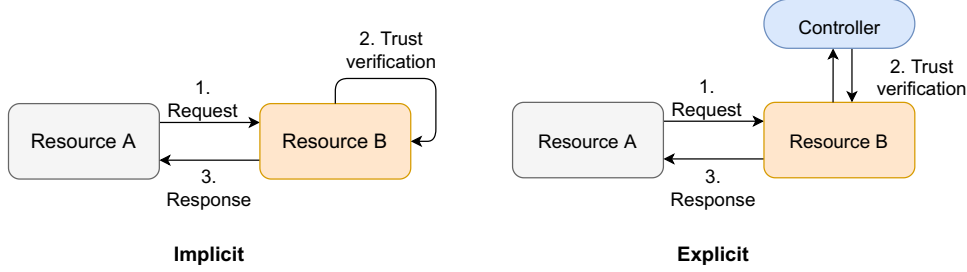 2. Trust
verification
1.
Request
Resource A
Resource B
3.
Response
Implicit
Controller
2. Trust
verification
1.
Request
Resource A
Resource B
3.
Response
Explicit